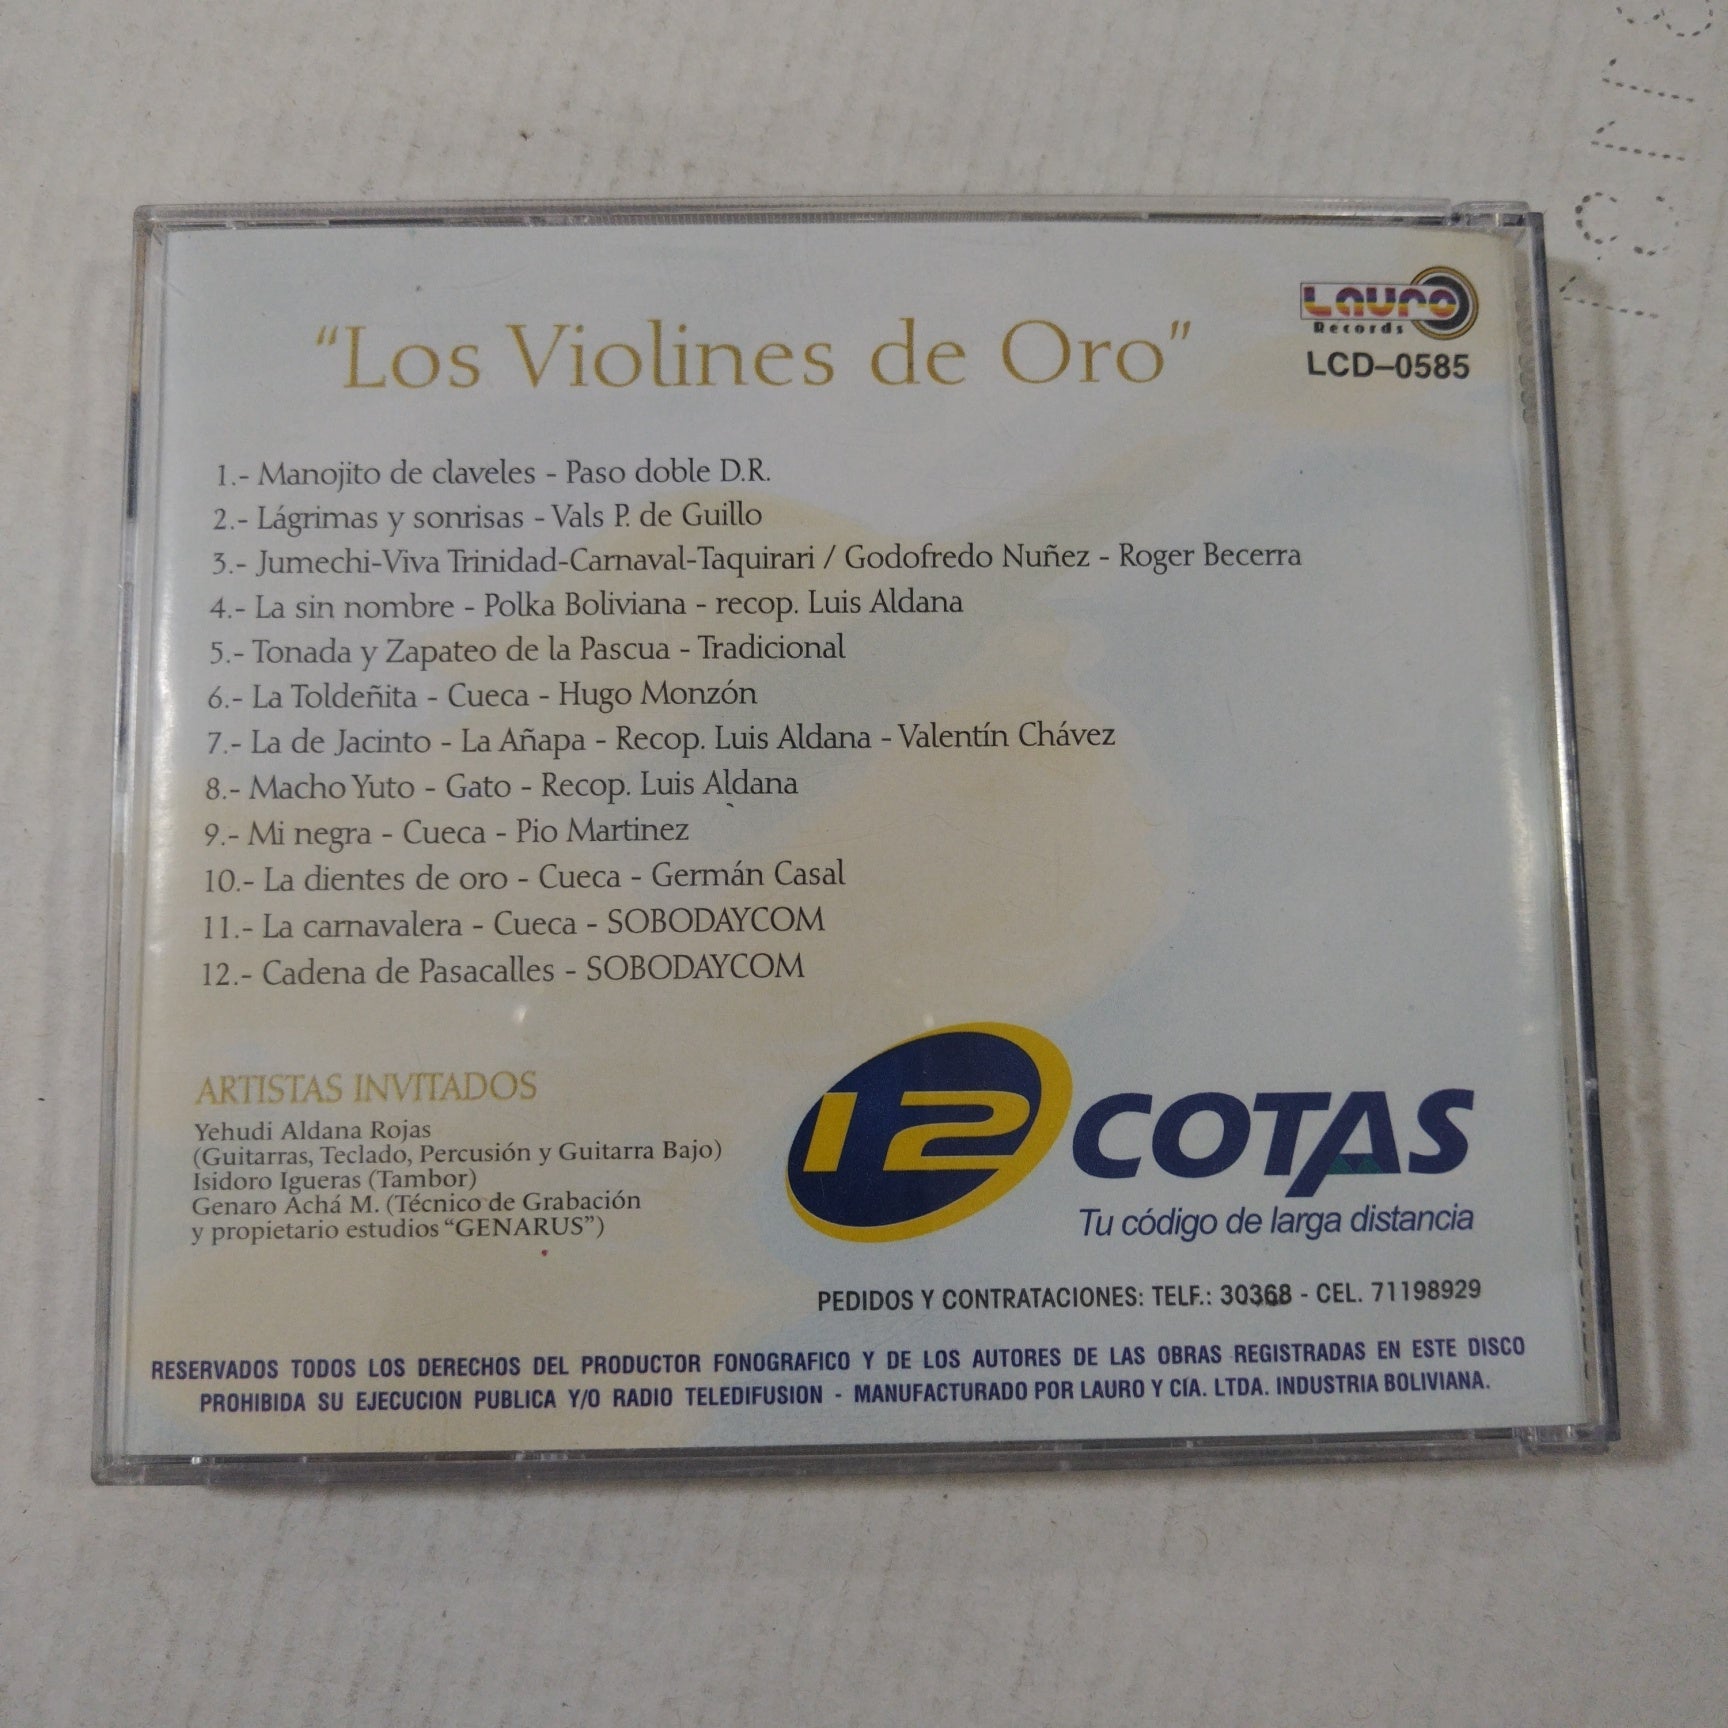 "Los Violines de Oro"
Lauro
Records
LCD-0585
1.- Manojito de claveles - Paso doble D.R.
2.- Lágrimas y sonrisas - Vals P. de Guillo
3.- Jumechi-Viva Trinidad-Carnaval-Taquirari / Godofredo Nuñez - Roger Becerra
4.- La sin nombre - Polka Boliviana - recop. Luis Aldana
5.- Tonada y Zapateo de la Pascua - Tradicional
6.- La Toldeñita - Cueca - Hugo Monzón
7.- La de Jacinto - La Añapa - Recop. Luis Aldana - Valentín Chávez
8.- Macho Yuto - Gato - Recop. Luis Aldana
9.- Mi negra - Cueca - Pio Martinez
10.- La dientes de oro - Cueca - Germán Casal
11.- La carnavalera - Cueca - SOBODAYCOM
12.- Cadena de Pasacalles - SOBODAYCOM
ARTISTAS INVITADOS
Yehudi Aldana Rojas
(Guitarras, Teclado, Percusión y Guitarra Bajo)
Isidoro Igueras (Tambor)
Genaro Achá M. (Técnico de Grabación
y propietario estudios "GENARUS")
12 COTAS
Tu código de larga distancia
PEDIDOS Y CONTRATACIONES: TELF.: 30368 - CEL. 71198929
RESERVADOS TODOS LOS DERECHOS DEL PRODUCTOR FONOGRAFICO Y DE LOS AUTORES DE LAS OBRAS REGISTRADAS EN ESTE DISCO
PROHIBIDA SU EJECUCION PUBLICA Y/O RADIO TELEDIFUSION - MANUFACTURADO POR LAURO Y CIA. LTDA. INDUSTRIA BOLIVIANA.